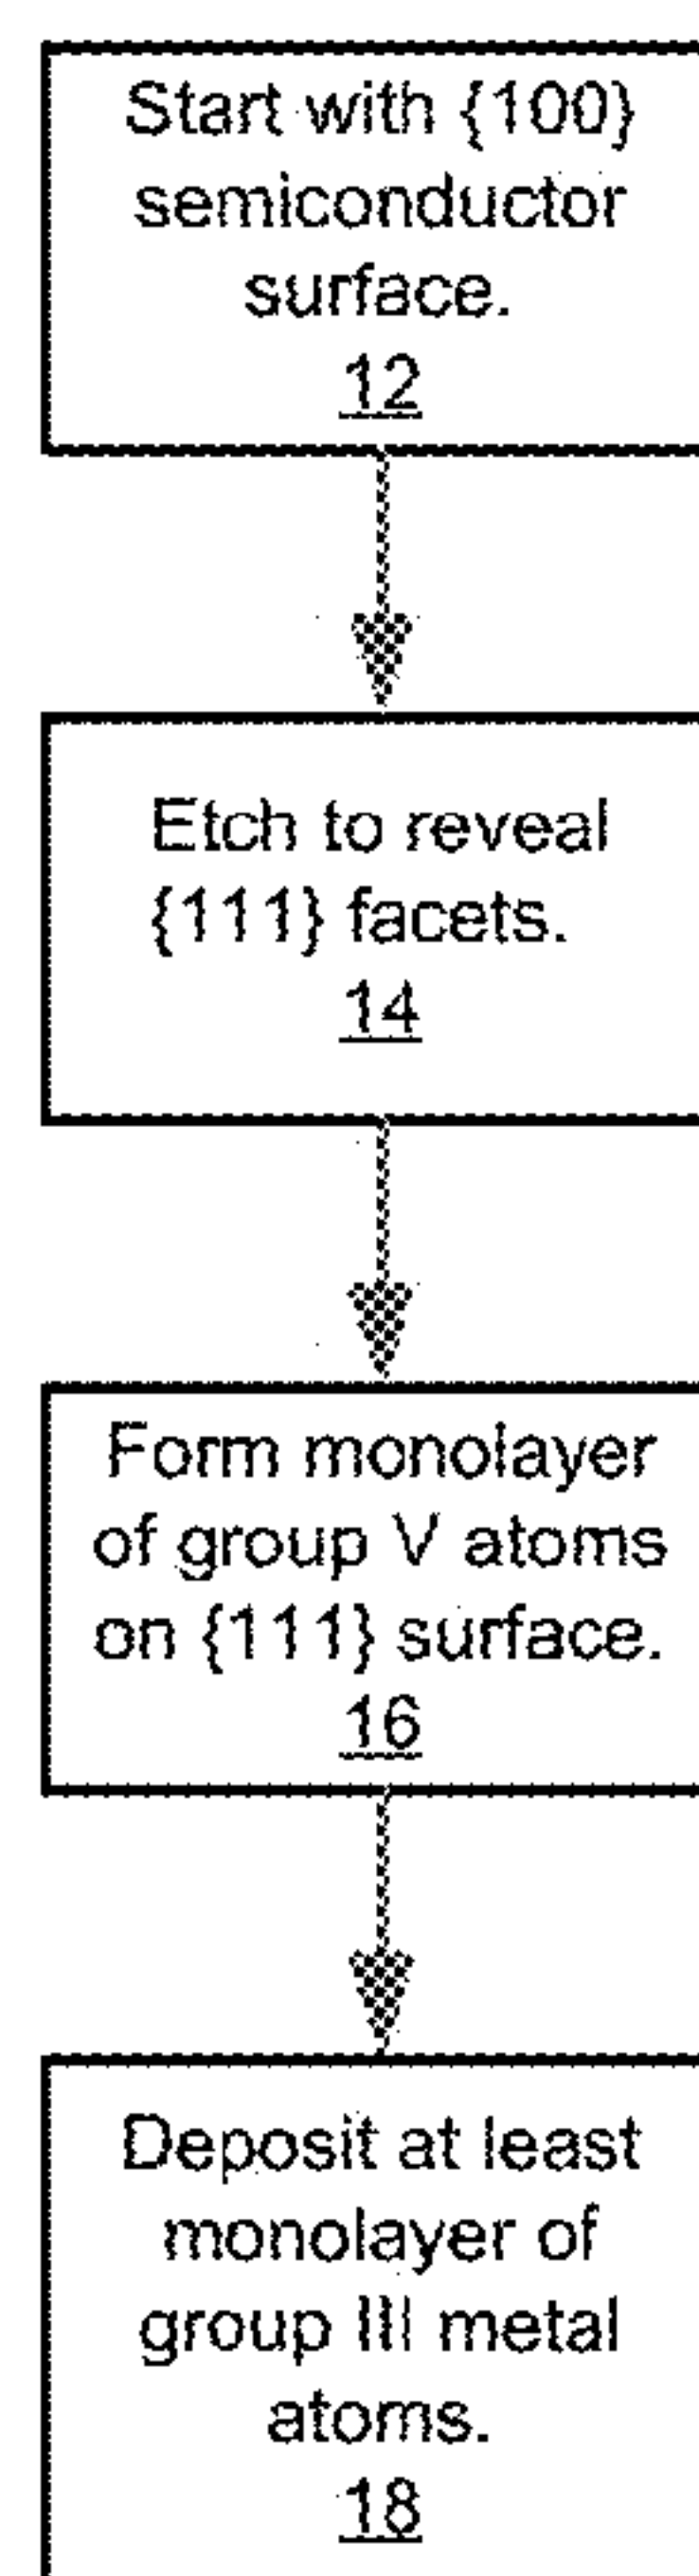 Start with {100}
semiconductor
surface.
12
Etch to reveal
{111} facets.
14
Form monolayer
of group V atoms
on {111} surface.
16
Deposit at least
monolayer of
group III metal
atoms.
18